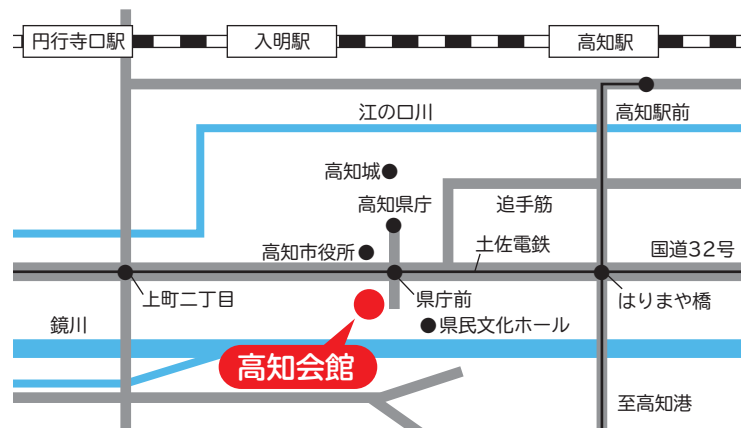 円行寺口駅
入明駅
高知駅
江の口川
高知駅前
高知城
高知県庁
追手筋
高知市役所
土佐電鉄
国道32号
上町二丁目
県庁前
はりまや橋
鏡川
県民文化ホール
高知会館
至高知港